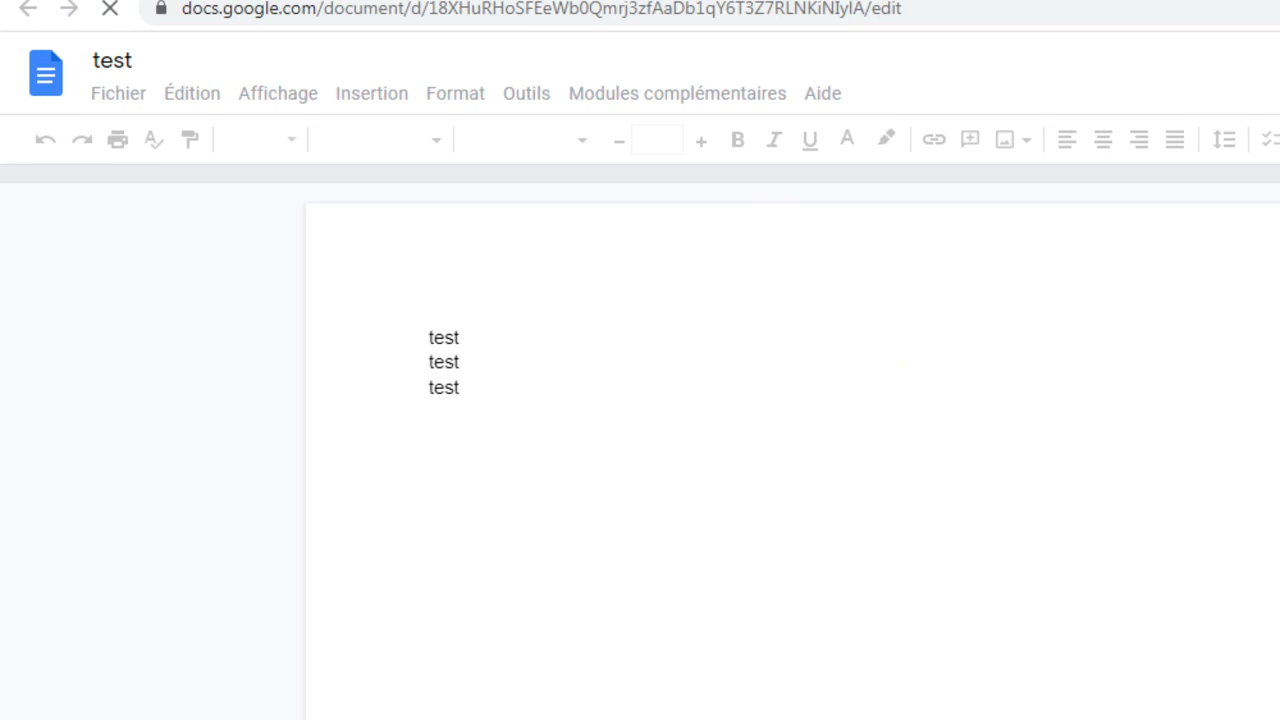 docs.google.com/document/d/18XHuRHoSFEeWb0Qmrj3zfAaDb1qY6T3Z7RLNKiNIylA/edit
test
Fichier Édition Affichage Insertion Format Outils Modules complémentaires Aide
test
test
test